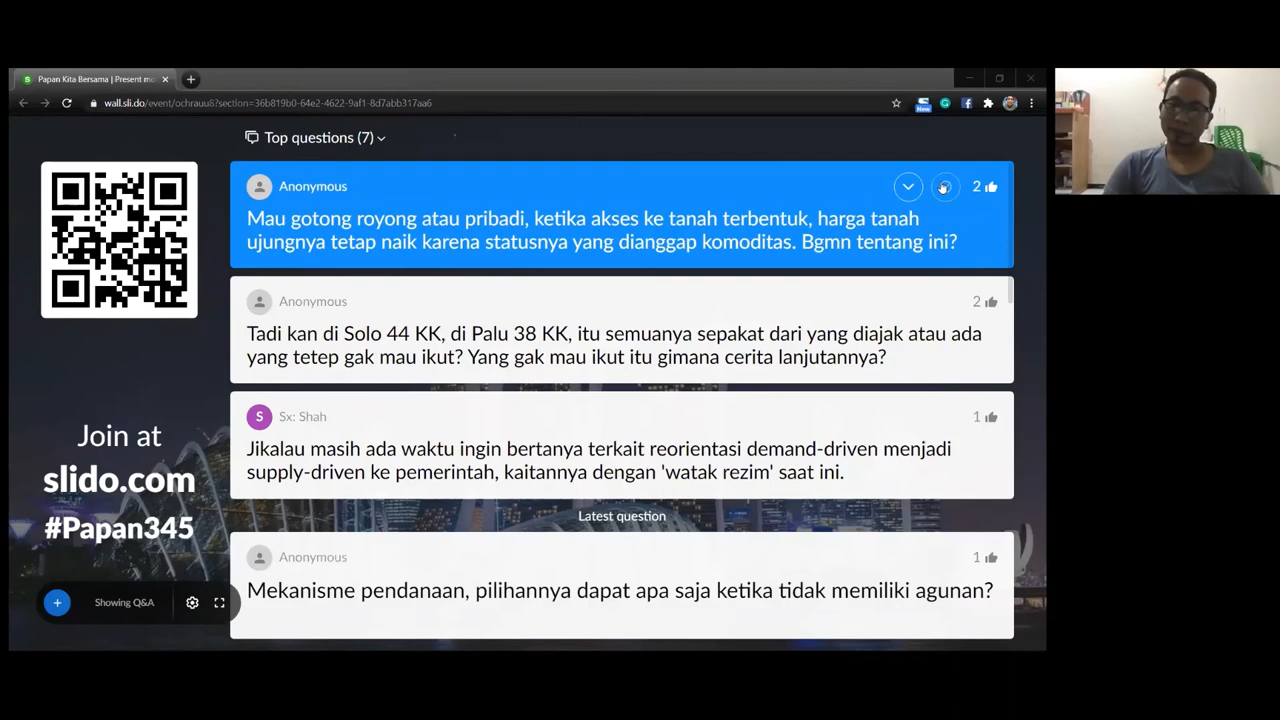 Papan Kita Bersama | Present mo
wall.sli.do/event/ochrauu8?section=36b819b0-64e2-4622-9af1-8d7abb317aa6
New
Top questions (7)
Anonymous
2
Mau gotong royong atau pribadi, ketika akses ke tanah terbentuk, harga tanah
ujungnya tetap naik karena statusnya yang dianggap komoditas. Bgmn tentang ini?
Anonymous
2
Tadi kan di Solo 44 KK, di Palu 38 KK, itu semuanya sepakat dari yang diajak atau ada
yang tetep gak mau ikut? Yang gak mau ikut itu gimana cerita lanjutannya?
S
Sx: Shah
1
Jikalau masih ada waktu ingin bertanya terkait reorientasi demand-driven menjadi
supply-driven ke pemerintah, kaitannya dengan 'watak rezim' saat ini.
Latest question
Anonymous
1
Mekanisme pendanaan, pilihannya dapat apa saja ketika tidak memiliki agunan?
Join at
slido.com
#Papan345
Showing Q&A